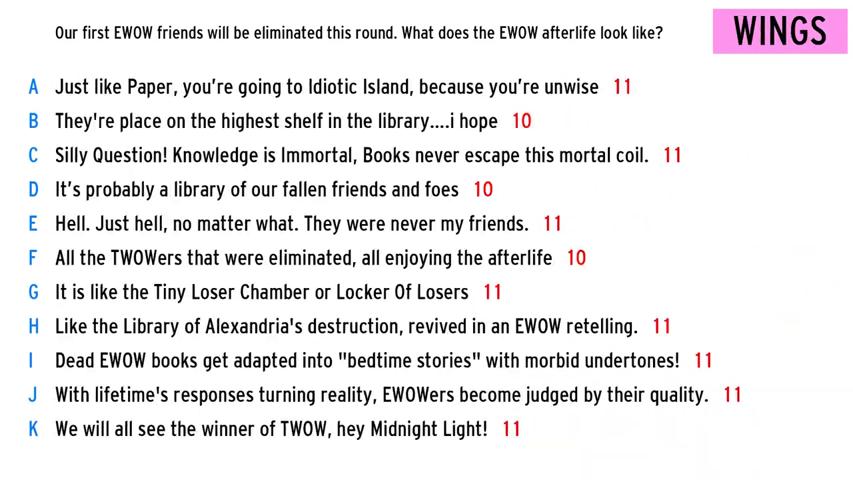 Our first EWOW friends will be eliminated this round. What does the EWOW afterlife look like?
WINGS
A Just like Paper, you're going to Idiotic Island, because you're unwise 11
B They're place on the highest shelf in the library....i hope 10
C Silly Question! Knowledge is Immortal, Books never escape this mortal coil. 11
D It's probably a library of our fallen friends and foes 10
E Hell. Just hell, no matter what. They were never my friends. 11
F All the TWOWers that were eliminated, all enjoying the afterlife 10
G It is like the Tiny Loser Chamber or Locker Of Losers 11
H Like the Library of Alexandria's destruction, revived in an EWOW retelling. 11
I Dead EWOW books get adapted into "bedtime stories" with morbid undertones! 11
J With lifetime's responses turning reality, EWOWers become judged by their quality. 11
K We will all see the winner of TWOW, hey Midnight Light! 11